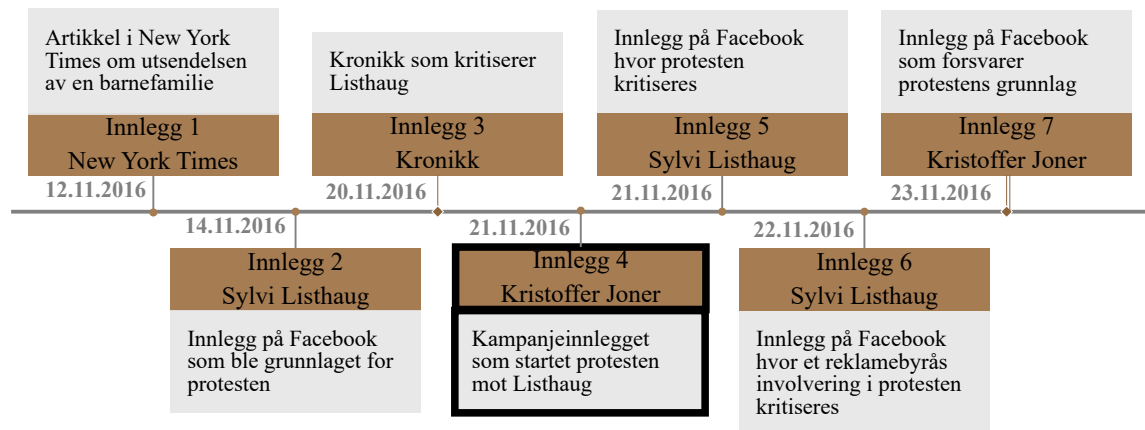 Artikkel i New York
Times om utsendelsen
av en barnefamilie
Innlegg 1
New York Times
12.11.2016
14.11.2016
Innlegg 2
Sylvi Listhaug
Innlegg på Facebook
som ble grunnlaget for
protesten
Kronikk som kritiserer
Listhaug
Innlegg 3
Kronikk
20.11.2016
21.11.2016
Innlegg 4
Kristoffer Joner
Kampanjeinnlegget
som startet protesten
mot Listhaug
Innlegg på Facebook
hvor protesten
kritiseres
Innlegg 5
Sylvi Listhaug
21.11.2016
22.11.2016
Innlegg 6
Sylvi Listhaug
Innlegg på Facebook
hvor et reklamebyrås
involvering i protesten
kritiseres
Innlegg på Facebook
som forsvarer
protestens grunnlag
Innlegg 7
Kristoffer Joner
23.11.2016